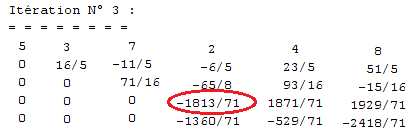 Itération N° 3 :
= = = = = = = =
5 3 7 2 4 8
0 16/5 -11/5 -6/5 23/5 51/5
0 0 71/16 -65/8 93/16 -15/16
0 0 0 -1813/71 1871/71 1929/71
0 0 0 -1360/71 -529/71 -2418/71